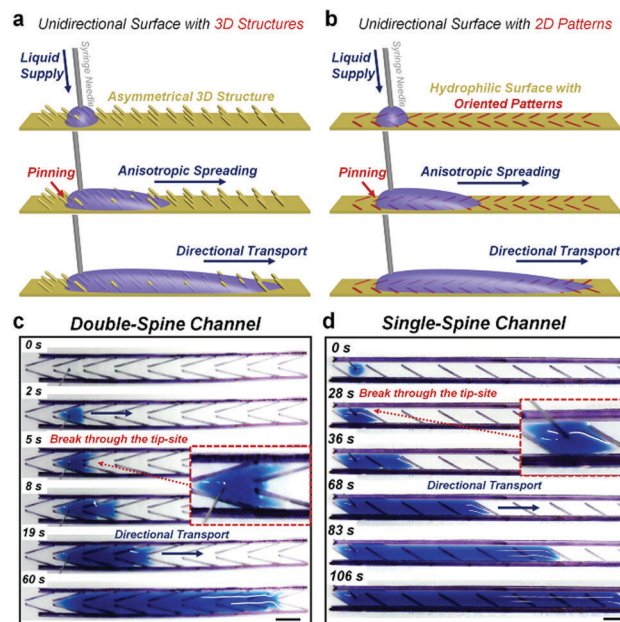 a
Unidirectional Surface with 3D Structures
Liquid
Supply
Syringe Needle
Asymmetrical 3D Structure
Pinning
Anisotropic Spreading
Directional Transport
b
Unidirectional Surface with 2D Patterns
Liquid
Supply
Syringe Needle
Hydrophilic Surface with
Oriented Patterns
Pinning
Anisotropic Spreading
Directional Transport
c
Double-Spine Channel
0 s
2 s
5 s
Break through the tip-site
8 s
19 s
Directional Transport
60 s
d
Single-Spine Channel
0 s
28 s
Break through the tip-site
36 s
68 s
Directional Transport
83 s
106 s